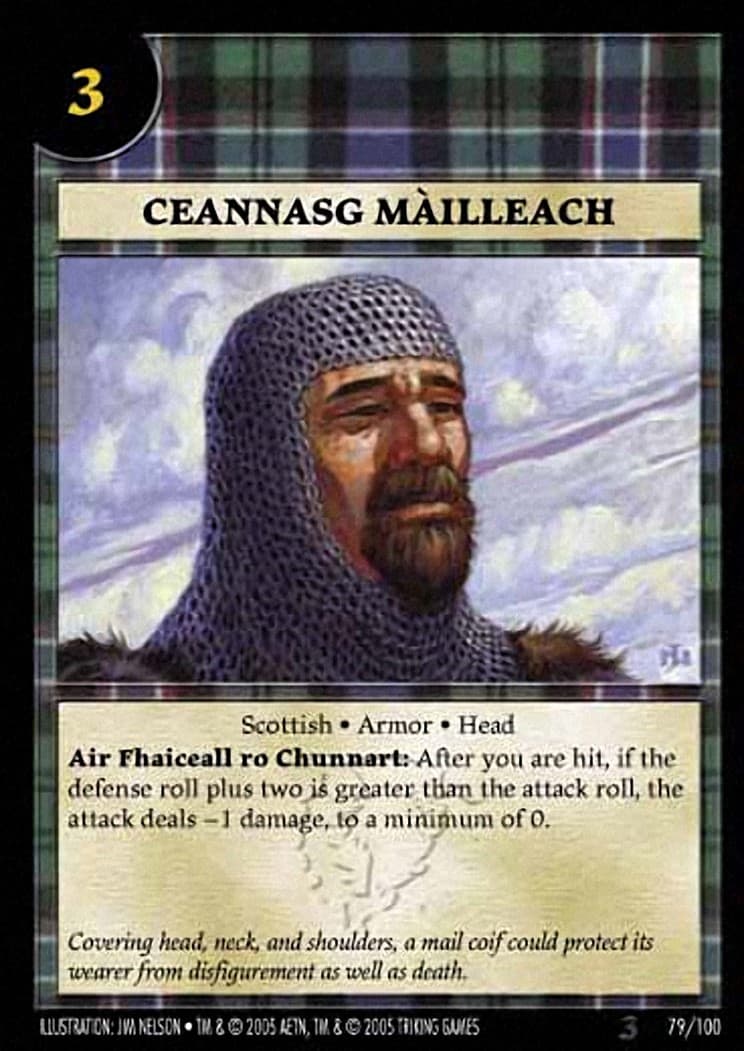 3
CEANNASG MÀILLEACH
Scottish • Armor • Head
Air Fhaiceall ro Chunnart: After you are hit, if the
defense roll plus two is greater than the attack roll, the
attack deals –1 damage, to a minimum of 0.
Covering head, neck, and shoulders, a mail coif could protect its
wearer from disfigurement as well as death.
ILLUSTRATION: JIM NELSON • TM & © 2005 AETN, TM & © 2005 TRIKING GAMES
3 79/100